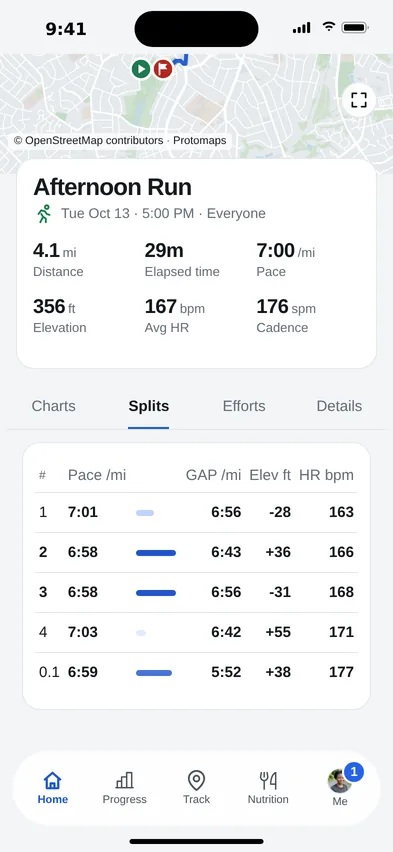 9:41
© OpenStreetMap contributors · Protomaps
Afternoon Run
Tue Oct 13 · 5:00 PM · Everyone
4.1 mi 29m 7:00 /mi
Distance Elapsed time Pace
356 ft 167 bpm 176 spm
Elevation Avg HR Cadence
Charts Splits Efforts Details
# Pace /mi GAP /mi Elev ft HR bpm
1 7:01 6:56 -28 163
2 6:58 6:43 +36 166
3 6:58 6:56 -31 168
4 7:03 6:42 +55 171
0.1 6:59 5:52 +38 177
1
Home Progress Track Nutrition Me